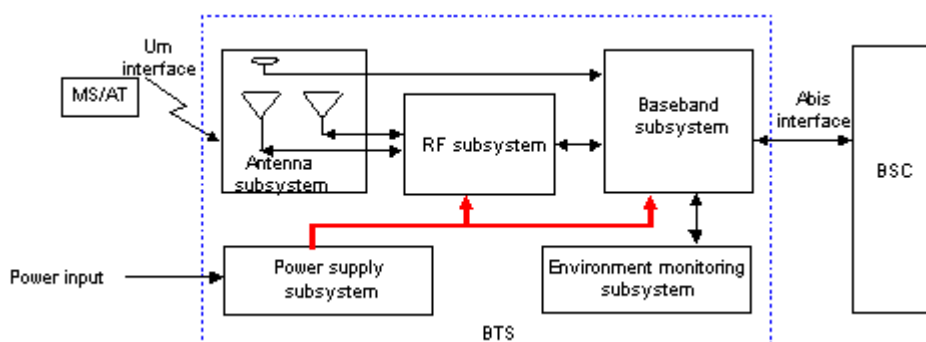 Um
interface
MS/AT
Antenna
subsystem
RF subsystem
Baseband
subsystem
Abis
interface
BSC
Power input
Power supply
subsystem
Environment monitoring
subsystem
BTS